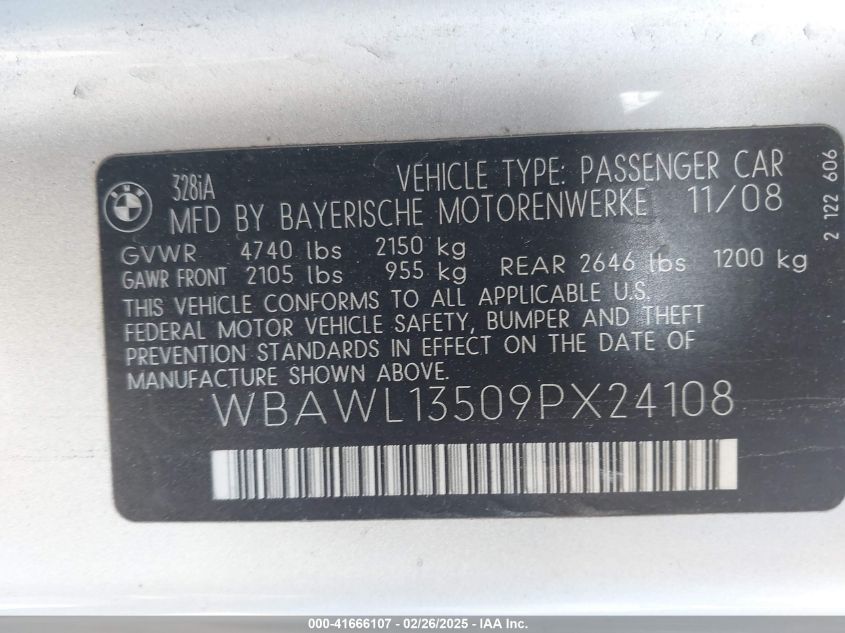 BMW
328iA
VEHICLE TYPE: PASSENGER CAR
MFD BY BAYERISCHE MOTORENWERKE 11/08
GVWR 4740 lbs 2150 kg
GAWR FRONT 2105 lbs 955 kg REAR 2646 lbs 1200 kg
THIS VEHICLE CONFORMS TO ALL APPLICABLE U.S.
FEDERAL MOTOR VEHICLE SAFETY, BUMPER AND THEFT
PREVENTION STANDARDS IN EFFECT ON THE DATE OF
MANUFACTURE SHOWN ABOVE.
WBAWL13509PX24108
2 122 606
000-41666107 - 02/26/2025 - © IAA, Inc.